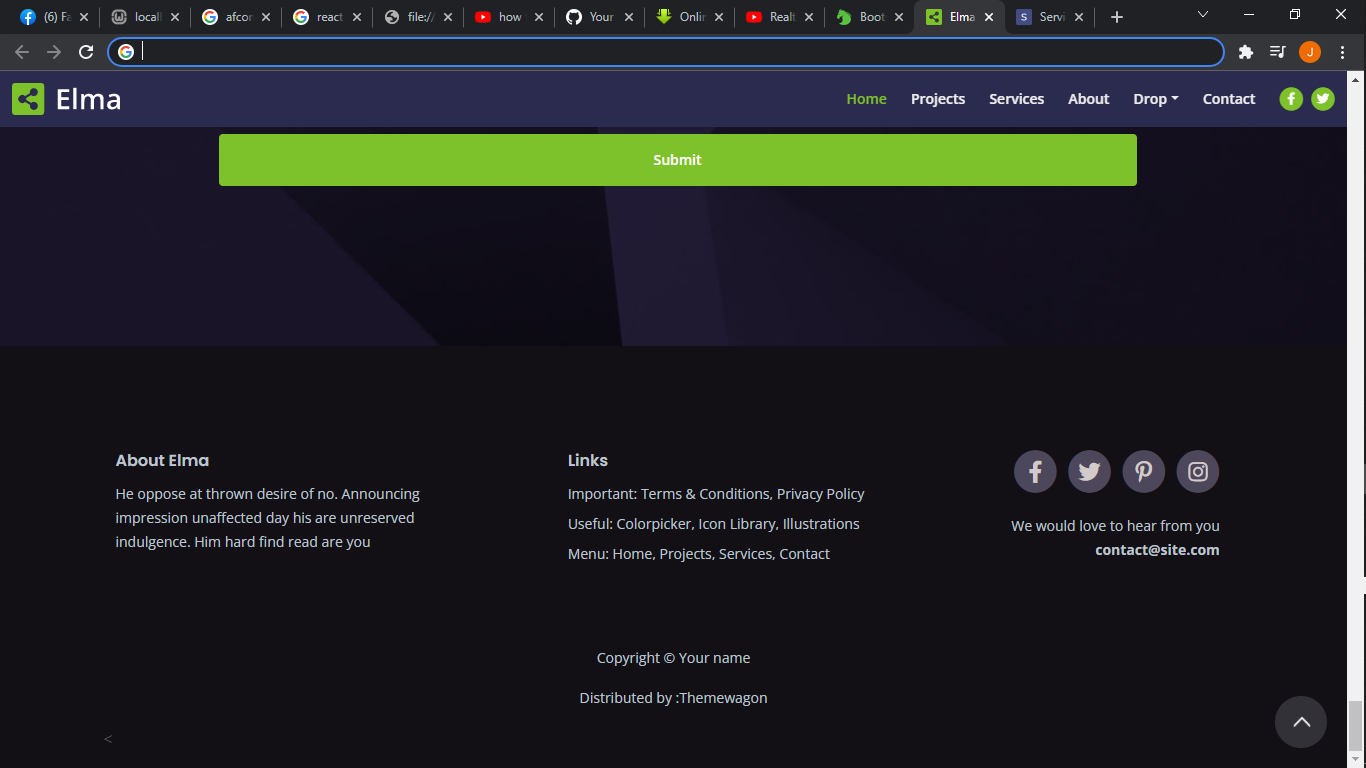 (6) Fa
locall
afcor
react
file://
how
Your
Onlir
Realt
Boot
Elma
Servi
J
Elma
Home Projects Services About Drop Contact
Submit
About Elma
He oppose at thrown desire of no. Announcing
impression unaffected day his are unreserved
indulgence. Him hard find read are you
Links
Important: Terms & Conditions, Privacy Policy
Useful: Colorpicker, Icon Library, Illustrations
Menu: Home, Projects, Services, Contact
We would love to hear from you
contact@site.com
Copyright © Your name
Distributed by :Themewagon
<